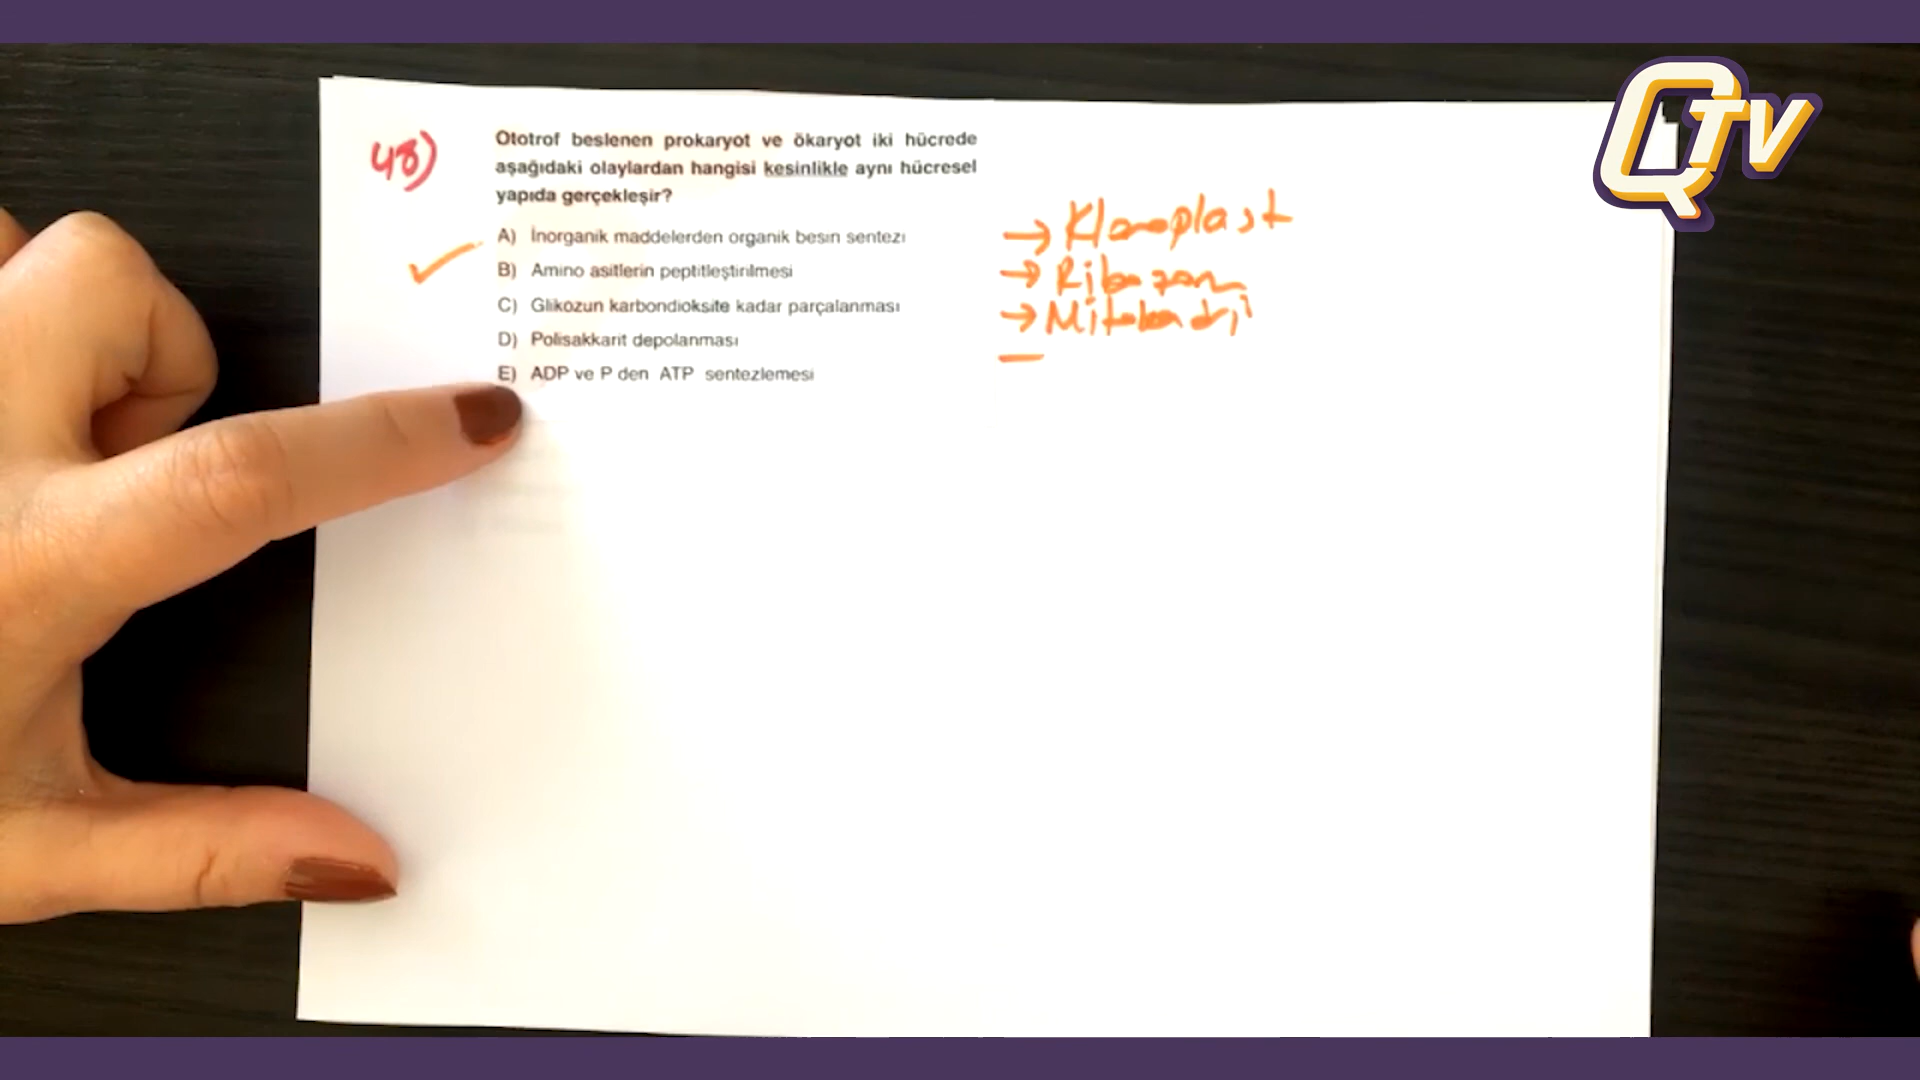 QTV
48)
Ototrof beslenen prokaryot ve ökaryot iki hücrede
aşağıdaki olaylardan hangisi kesinlikle aynı hücresel
yapıda gerçekleşir?
A) İnorganik maddelerden organik besin sentezi
B) Amino asitlerin peptitleştirilmesi
C) Glikozun karbondioksite kadar parçalanması
D) Polisakkarit depolanması
E) ADP ve P den ATP sentezlemesi
→ Kloroplast
→ Ribozom
→ Mitokondri